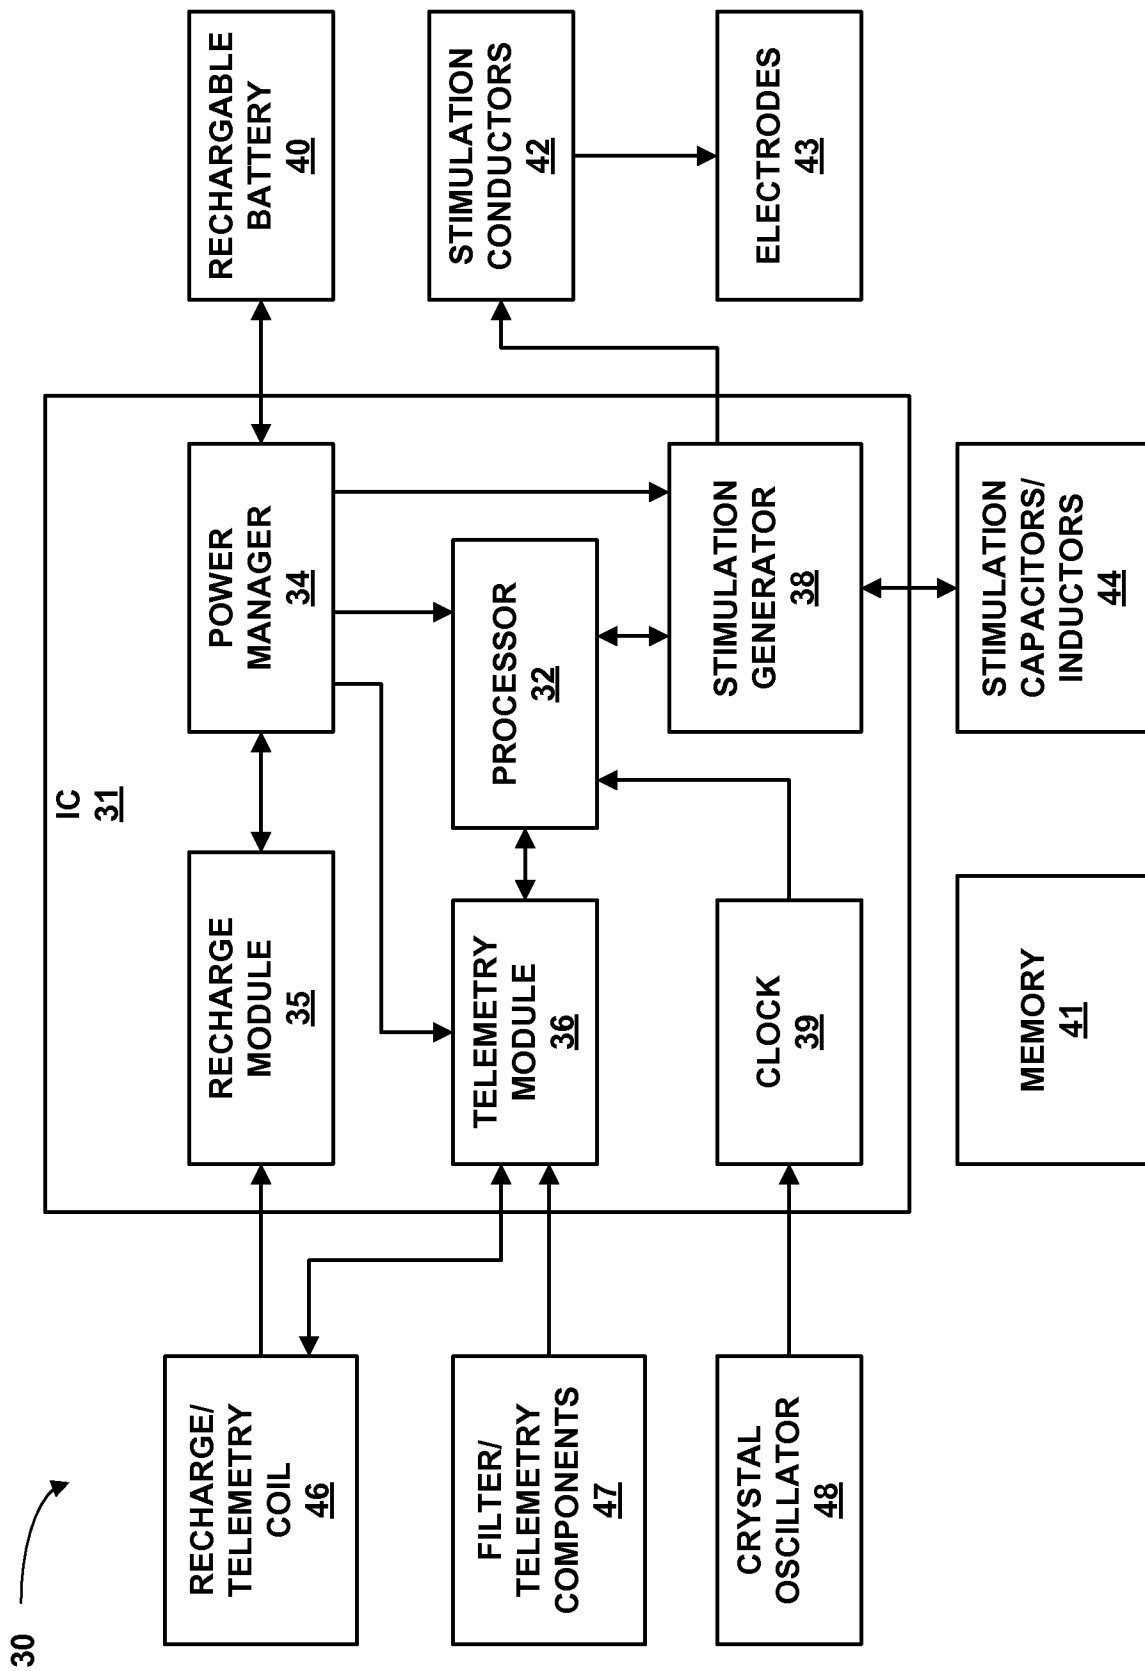 30
IC
31
RECHARGE/
TELEMETRY
COIL
46
RECHARGE
MODULE
35
POWER
MANAGER
34
RECHARGABLE
BATTERY
40
FILTER/
TELEMETRY
COMPONENTS
47
TELEMETRY
MODULE
36
PROCESSOR
32
STIMULATION
CONDUCTORS
42
CRYSTAL
OSCILLATOR
48
CLOCK
39
STIMULATION
GENERATOR
38
ELECTRODES
43
MEMORY
41
STIMULATION
CAPACITORS/
INDUCTORS
44